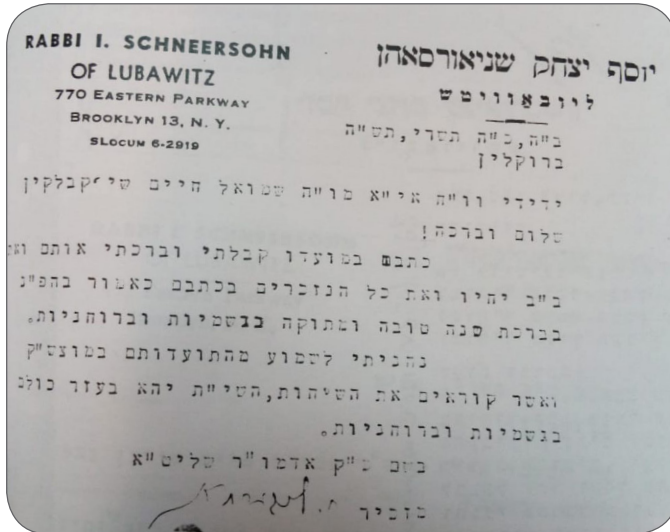 RABBI I. SCHNEERSOHN
OF LUBAWITZ
770 EASTERN PARKWAY
BROOKLYN 13, N. Y.
SLOCUM 6-2919
יוסף יצחק שניאורסאהן
ליובאוויטש
ב"ה, כ"ה תשרי, תש"ה
ברוקלין
ידידי וו"ח אי"א מו"ה שמואל חיים שי'
שלום וברכה!
כתבם במועדו קבלתי וברכתי אותם ואת
ב"ב יחיו ואת כל הנזכרים בכתבם כאמור בהפ"נ
בברכת שנה טובה ומתוקה בגשמיות וברוחניות.
נהניתי לשמוע מהתועדותם במוצש"ק
ואשר קוראים את השיחות, השי"ת יהא בעזר כולם
בגשמיות וברוחניות.
בשם כ"ק אדמו"ר שליט"א
מזכיר